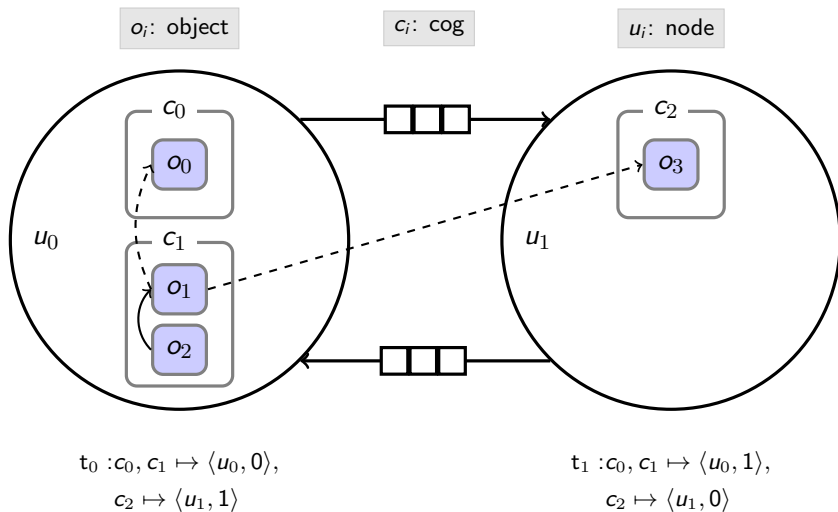 oᵢ: object cᵢ: cog uᵢ: node
c₀ c₂
o₀ o₃
u₀ c₁ u₁
o₁
o₂
t₀ :c₀, c₁ ↦ ⟨u₀, 0⟩, t₁ :c₀, c₁ ↦ ⟨u₀, 1⟩,
c₂ ↦ ⟨u₁, 1⟩ c₂ ↦ ⟨u₁, 0⟩